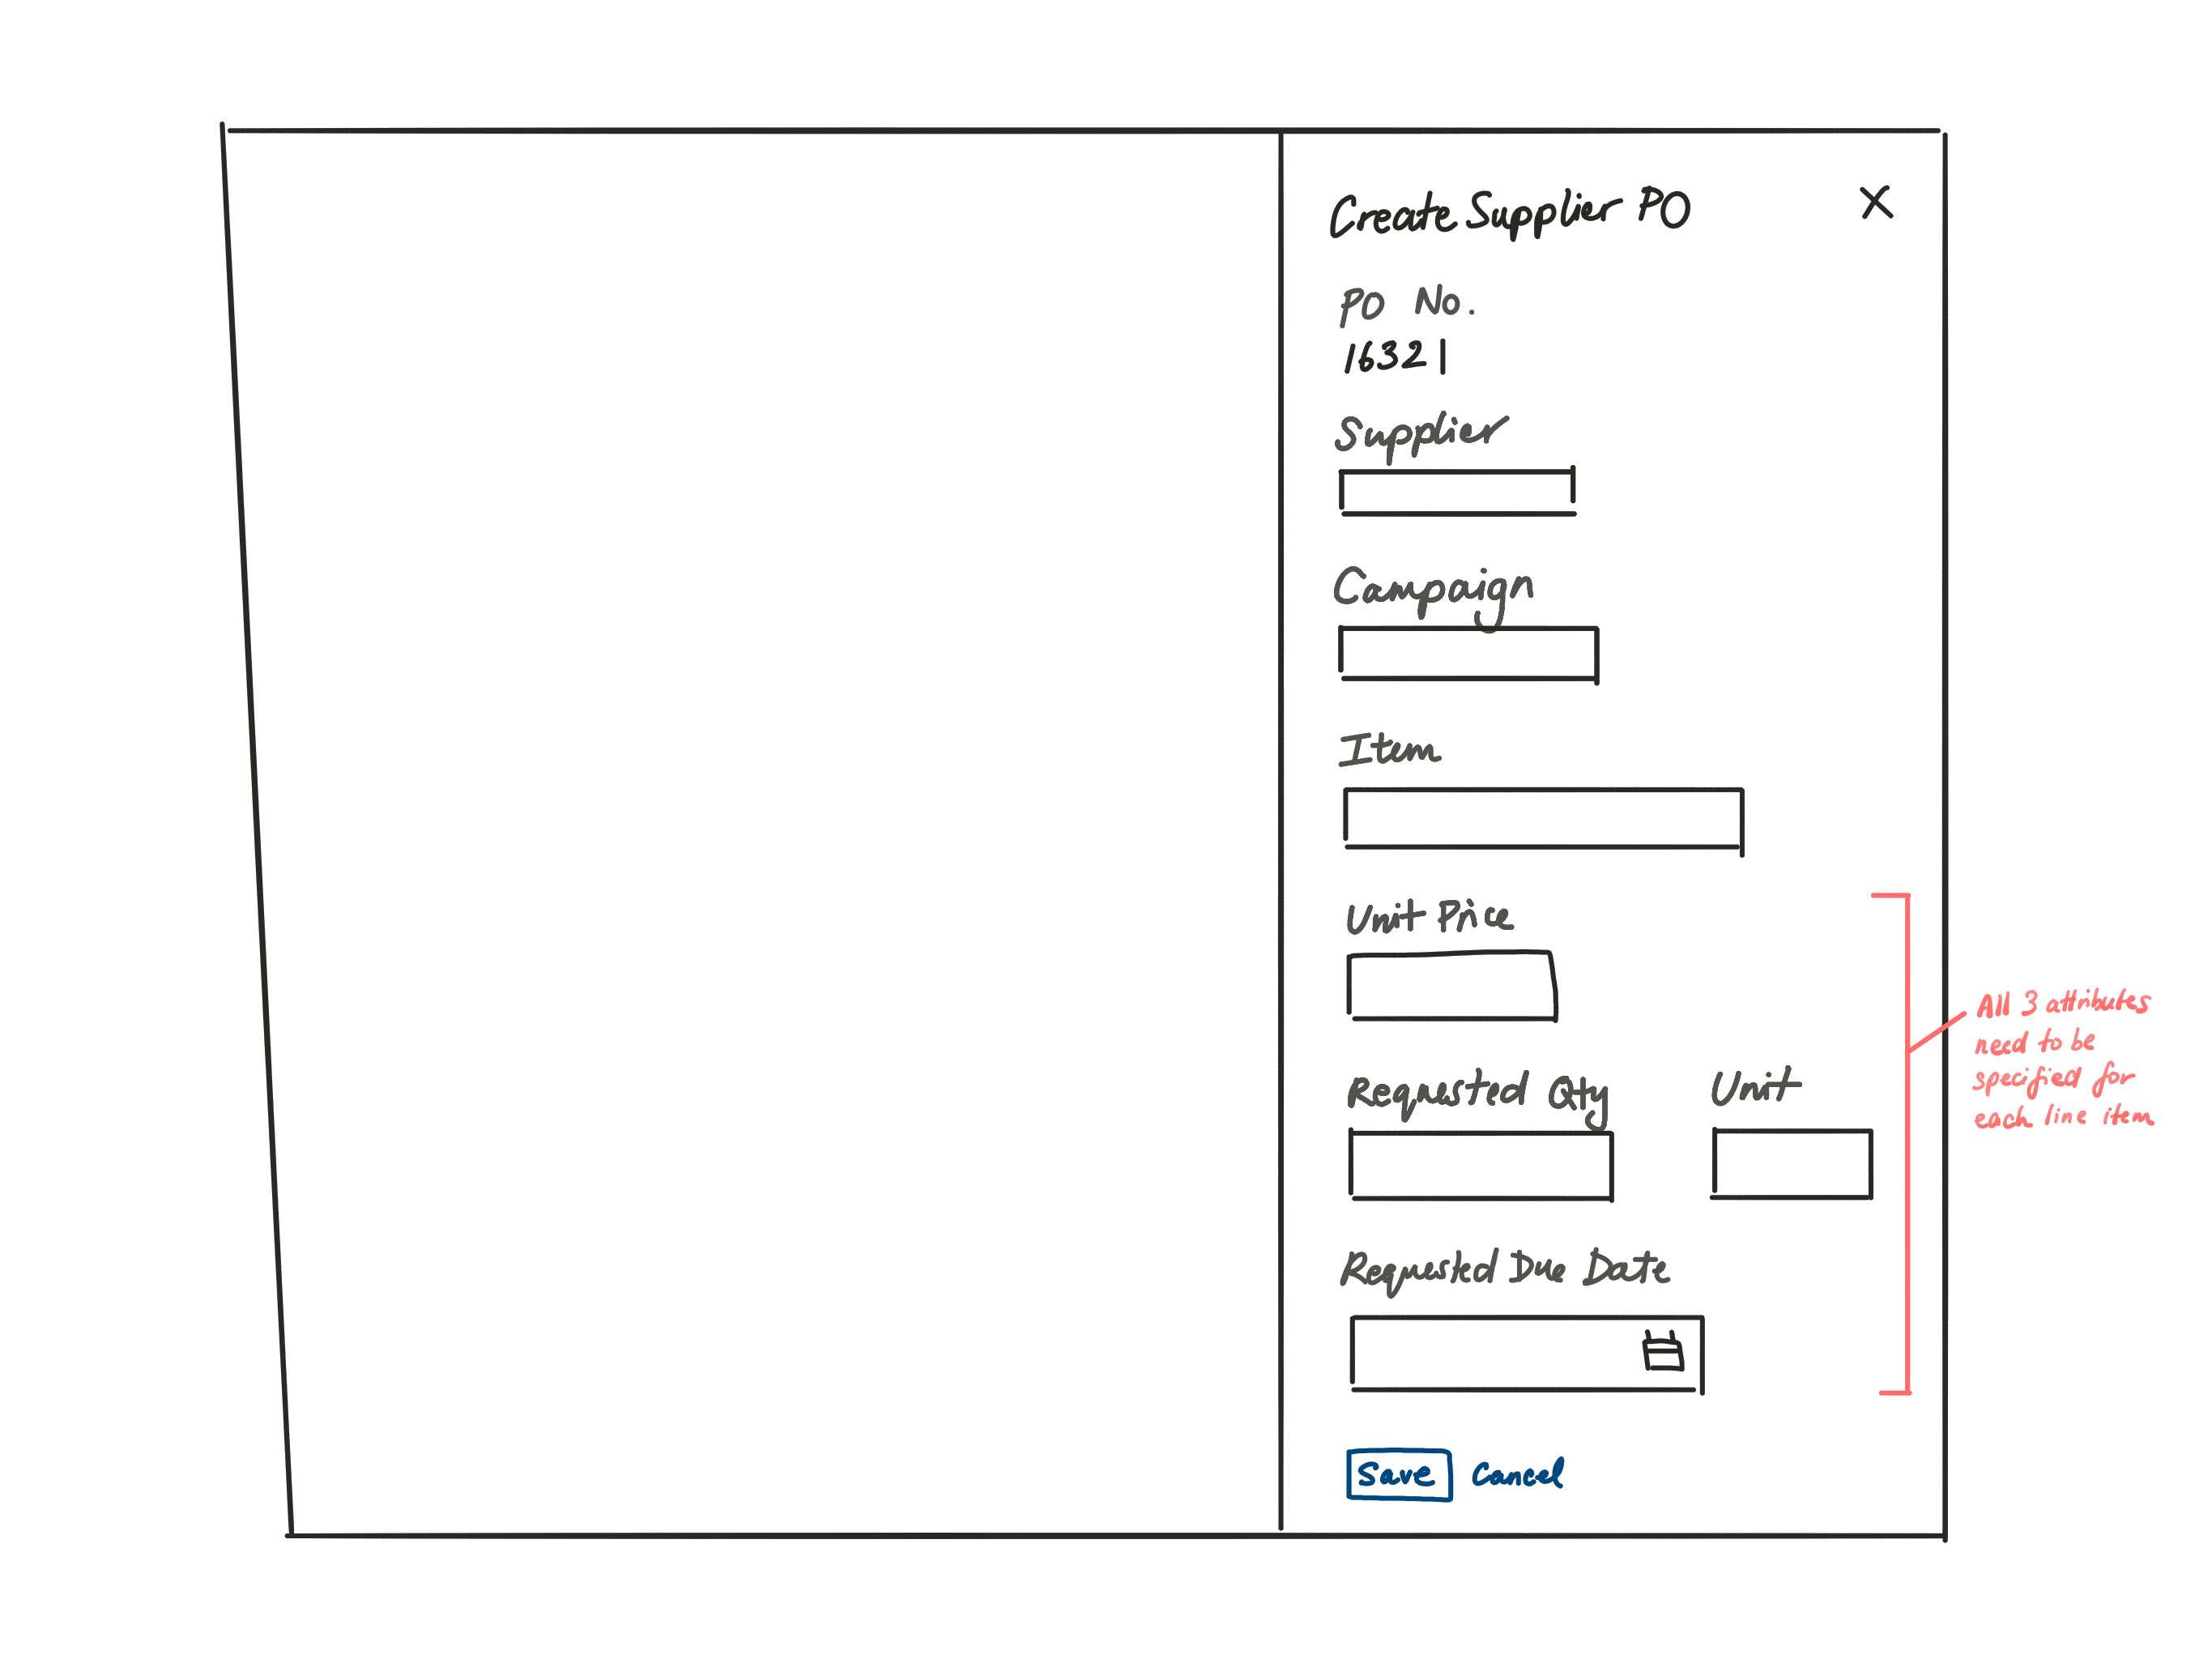 Create Supplier PO X
PO No.
16321
Supplier
Campaign
Item
Unit Price
Requested Qty Unit
Requested Due Date
Save Cancel
All 3 attributes
need to be
specified for
each line item